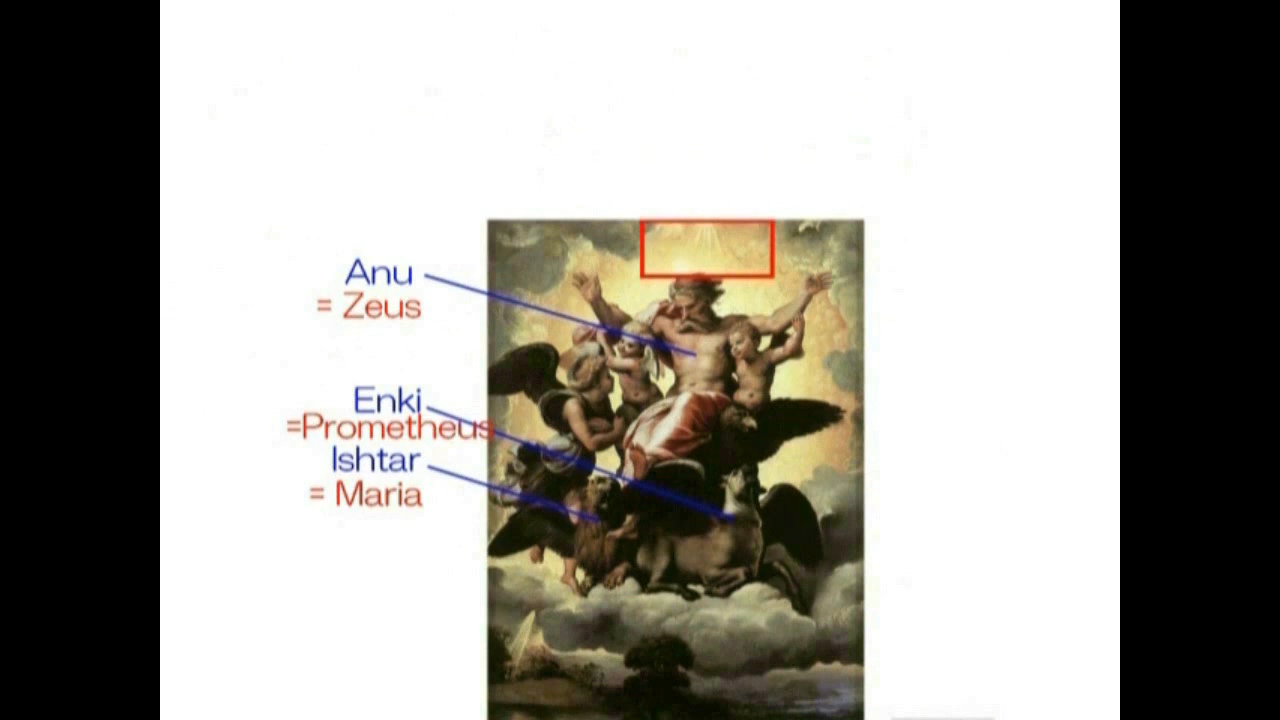 Anu
= Zeus
Enki
=Prometheus
Ishtar
= Maria